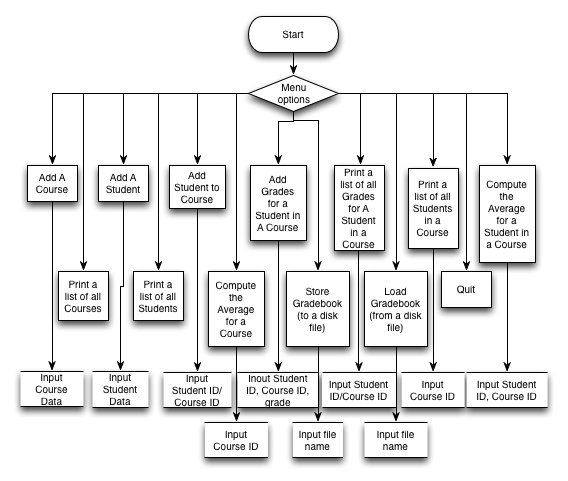 Start
Menu
options
Add A
Course
Add A
Student
Add
Student to
Course
Add
Grades
for a
Student in
A Course
Print a
list of all
Grades
for A
Student
in a
Course
Print a
list of all
Students
in a
Course
Compute
the
Average
for a
Student in
a Course
Print a
list of all
Courses
Print a
list of all
Students
Compute
the
Average
for a
Course
Store
Gradebook
(to a disk
file)
Load
Gradebook
(from a disk
file)
Quit
Input
Course
Data
Input
Student
Data
Input
Student ID/
Course ID
Inout Student
ID, Course ID,
grade
Input Student
ID/Course ID
Input
Course ID
Input Student
ID, Course ID
Input
Course ID
Input file
name
Input file
name